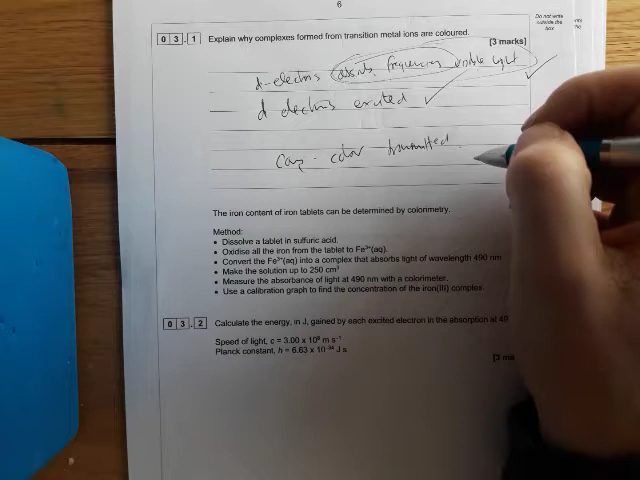 6
Do not write
outside the
box
0 3 . 1 Explain why complexes formed from transition metal ions are coloured.
[3 marks]
d-electrons absorbs frequencies visible light
d electrons excited
color transmitted
The iron content of iron tablets can be determined by colorimetry.
Method:
• Dissolve a tablet in sulfuric acid.
• Oxidise all the iron from the tablet to Fe³⁺(aq).
• Convert the Fe³⁺(aq) into a complex that absorbs light of wavelength 490 nm
• Make the solution up to 250 cm³
• Measure the absorbance of light at 490 nm with a colorimeter.
• Use a calibration graph to find the concentration of the iron(III) complex
0 3 . 2 Calculate the energy, in J, gained by each excited electron in the absorption at 49
Speed of light, c = 3.00 x 10⁸ m s⁻¹
Planck constant, h = 6.63 x 10⁻³⁴ J s
[3 ma